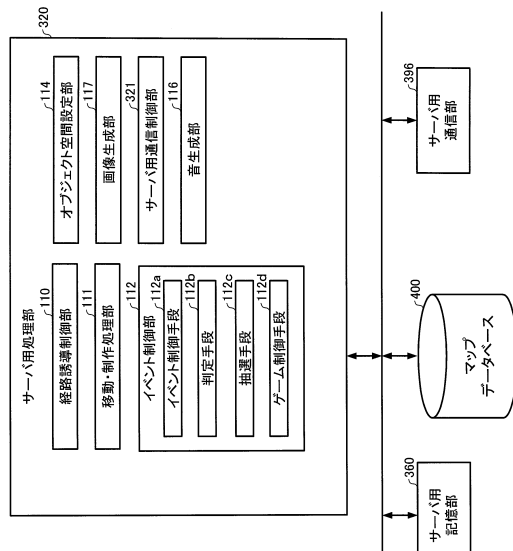 320
サーバ用処理部
110
経路誘導制御部
111
移動・制作処理部
112
イベント制御部
112a
イベント制御手段
112b
判定手段
112c
抽選手段
112d
ゲーム制御手段
114
オブジェクト空間設定部
117
画像生成部
321
サーバ用通信制御部
116
音生成部
360
サーバ用
記憶部
400
マップ
データベース
396
サーバ用
通信部